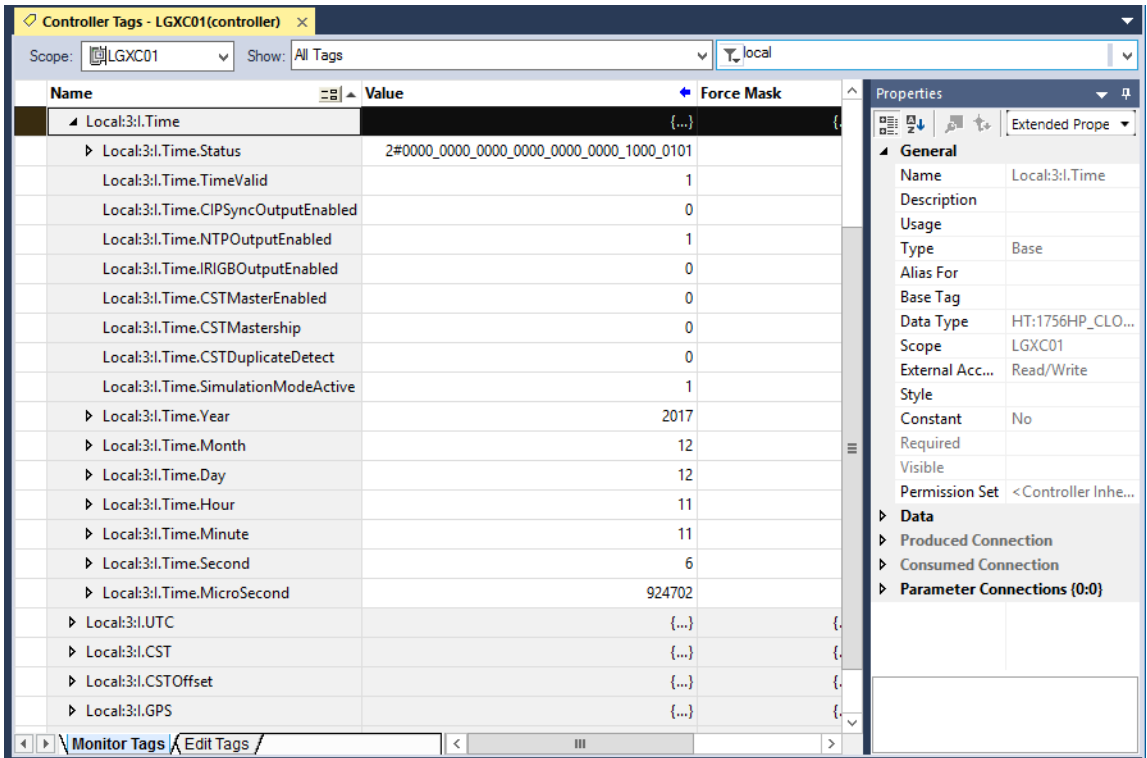 Controller Tags - LGXC01(controller) ×
Scope: LGXC01 Show: All Tags local
Name Value Force Mask
Local:3:I.Time {...} {.
Local:3:I.Time.Status 2#0000_0000_0000_0000_0000_0000_1000_0101
Local:3:I.Time.TimeValid 1
Local:3:I.Time.CIPSyncOutputEnabled 0
Local:3:I.Time.NTPOutputEnabled 1
Local:3:I.Time.IRIGBOutputEnabled 0
Local:3:I.Time.CSTMasterEnabled 0
Local:3:I.Time.CSTMastership 0
Local:3:I.Time.CSTDuplicateDetect 0
Local:3:I.Time.SimulationModeActive 1
Local:3:I.Time.Year 2017
Local:3:I.Time.Month 12
Local:3:I.Time.Day 12
Local:3:I.Time.Hour 11
Local:3:I.Time.Minute 11
Local:3:I.Time.Second 6
Local:3:I.Time.MicroSecond 924702
Local:3:I.UTC {...} {.
Local:3:I.CST {...} {.
Local:3:I.CSTOffset {...} {.
Local:3:I.GPS {...} {.
Monitor Tags Edit Tags
Properties
Extended Prope
General
Name Local:3:I.Time
Description
Usage
Type Base
Alias For
Base Tag
Data Type HT:1756HP_CLO...
Scope LGXC01
External Acc... Read/Write
Style
Constant No
Required
Visible
Permission Set <Controller Inhe...
Data
Produced Connection
Consumed Connection
Parameter Connections {0:0}